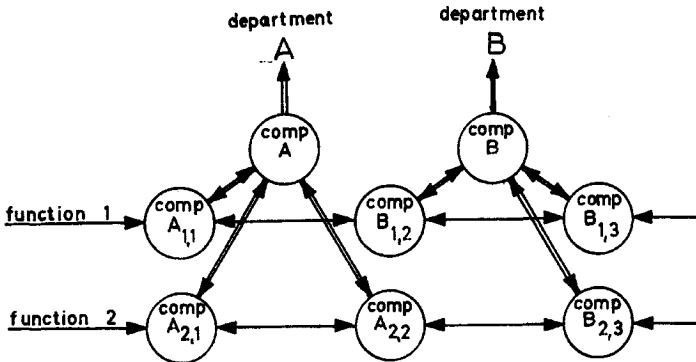 department
A
department
B
comp
A
comp
B
function 1
comp
A1,1
comp
B1,2
comp
B1,3
function 2
comp
A2,1
comp
A2,2
comp
B2,3